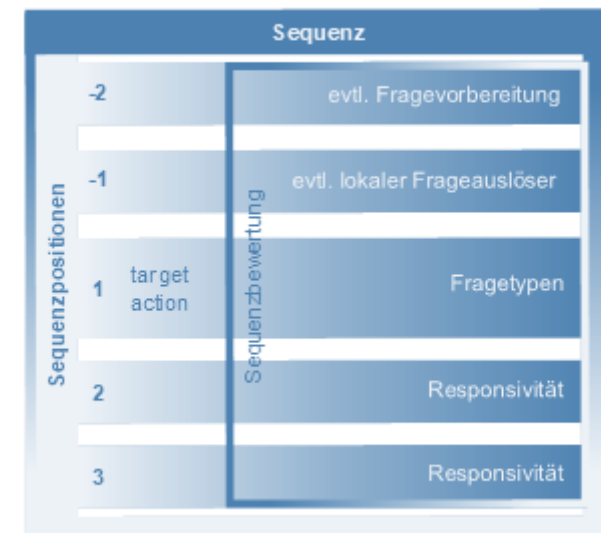 Sequenz
Sequenzpositionen
Sequenzbewertung
-2
evtl. Fragevorbereitung
-1
evtl. lokaler Frageauslöser
1
target
action
Fragetypen
2
Responsivität
3
Responsivität